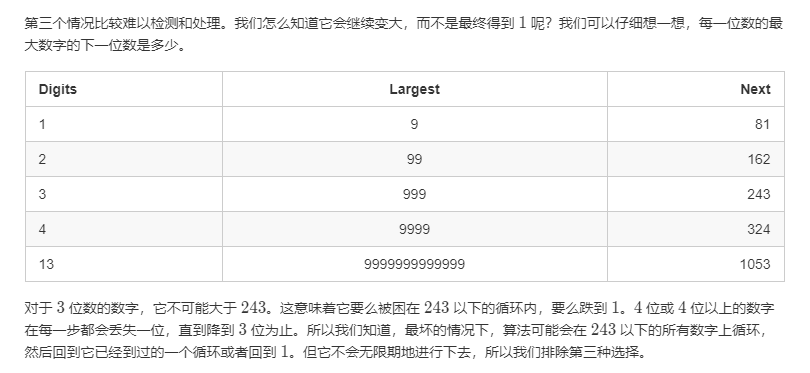 第三个情况比较难以检测和处理。我们怎么知道它会继续变大，而不是最终得到 1 呢？我们可以仔细想一想，每一位数的最
大数字的下一位数是多少。
Digits Largest Next
1 9 81
2 99 162
3 999 243
4 9999 324
13 9999999999999 1053
对于 3 位数的数字，它不可能大于 243。这意味着它要么被困在 243 以下的循环内，要么跌到 1。4 位或 4 位以上的数字
在每一步都会丢失一位，直到降到 3 位为止。所以我们知道，最坏的情况下，算法可能会在 243 以下的所有数字上循环，
然后回到它已经到过的一个循环或者回到 1。但它不会无限期地进行下去，所以我们排除第三种选择。